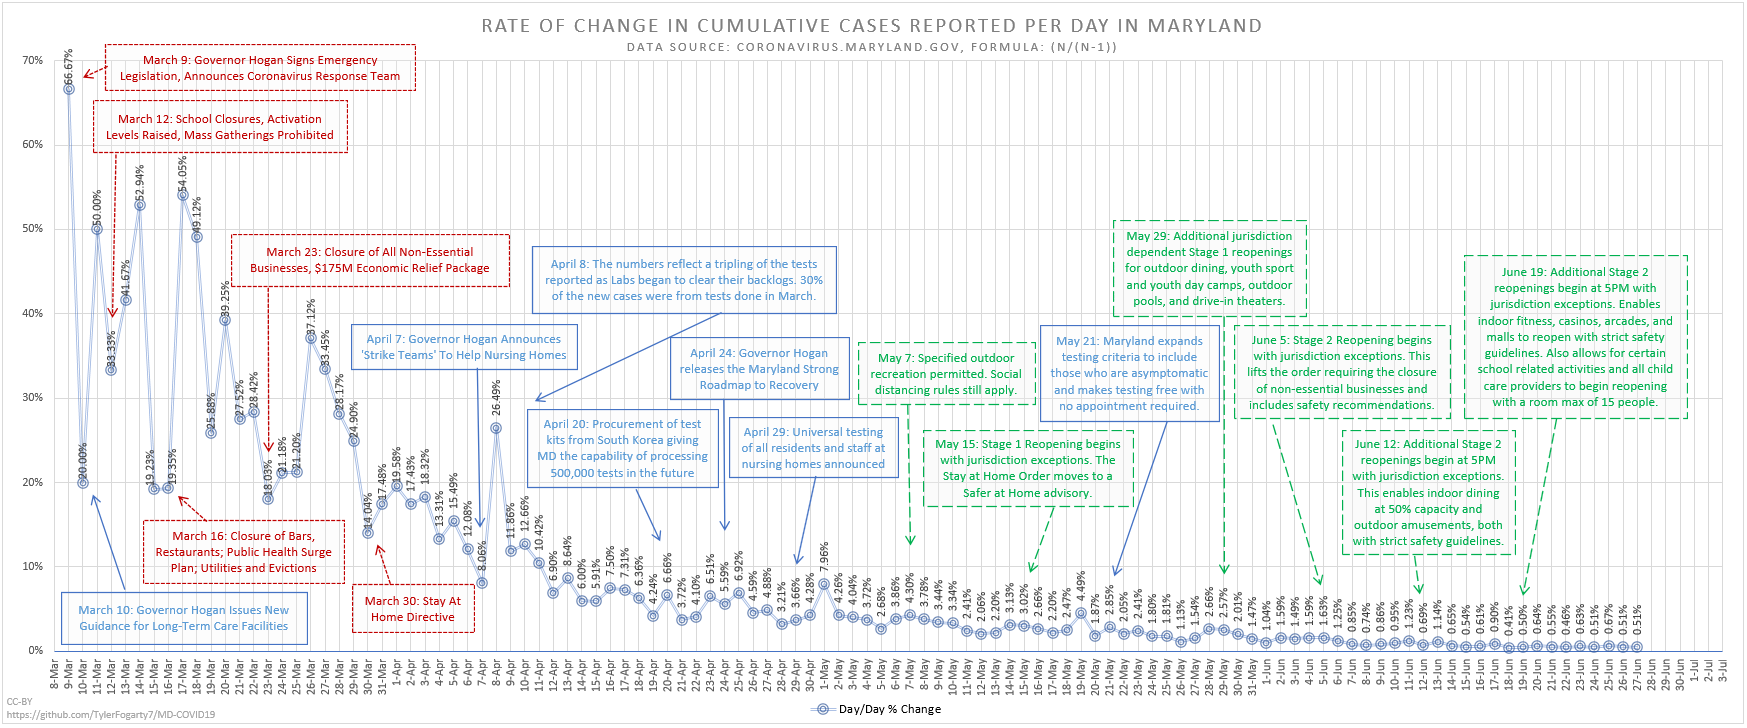 RATE OF CHANGE IN CUMULATIVE CASES REPORTED PER DAY IN MARYLAND
DATA SOURCE: CORONAVIRUS.MARYLAND.GOV, FORMULA: (N/(N-1))
70%
60%
50%
40%
30%
20%
10%
0%
March 9: Governor Hogan Signs Emergency
Legislation, Announces Coronavirus Response Team
March 12: School Closures, Activation
Levels Raised, Mass Gatherings Prohibited
March 23: Closure of All Non-Essential
Businesses, $175M Economic Relief Package
March 16: Closure of Bars,
Restaurants; Public Health Surge
Plan; Utilities and Evictions
March 10: Governor Hogan Issues New
Guidance for Long-Term Care Facilities
March 30: Stay At
Home Directive
April 7: Governor Hogan Announces
'Strike Teams' To Help Nursing Homes
April 8: The numbers reflect a tripling of the tests
reported as Labs began to clear their backlogs. 30%
of the new cases were from tests done in March.
April 20: Procurement of test
kits from South Korea giving
MD the capability of processing
500,000 tests in the future
April 24: Governor Hogan
releases the Maryland Strong
Roadmap to Recovery
April 29: Universal testing
of all residents and staff at
nursing homes announced
May 7: Specified outdoor
recreation permitted. Social
distancing rules still apply.
May 15: Stage 1 Reopening begins
with jurisdiction exceptions. The
Stay at Home Order moves to a
Safer at Home advisory.
May 21: Maryland expands
testing criteria to include
those who are asymptomatic
and makes testing free with
no appointment required.
May 29: Additional jurisdiction
dependent Stage 1 reopenings
for outdoor dining, youth sport
and youth day camps, outdoor
pools, and drive-in theaters.
June 5: Stage 2 Reopening begins
with jurisdiction exceptions. This
lifts the order requiring the closure
of non-essential businesses and
includes safety recommendations.
June 12: Additional Stage 2
reopenings begin at 5PM
with jurisdiction exceptions.
This enables indoor dining
at 50% capacity and
outdoor amusements, both
with strict safety guidelines.
June 19: Additional Stage 2
reopenings begin at 5PM with
jurisdiction exceptions. Enables
indoor fitness, casinos, arcades, and
malls to reopen with strict safety
guidelines. Also allows for certain
school related activities and all child
care providers to begin reopening
with a room max of 15 people.
66.67%
20.00%
50.00%
33.33%
41.67%
52.94%
19.23%
19.35%
54.05%
49.12%
25.88%
39.25%
27.52%
28.42%
18.03%
21.18%
21.20%
37.12%
33.45%
28.17%
24.90%
14.04%
17.48%
19.58%
17.43%
18.32%
13.31%
15.49%
12.08%
8.06%
26.49%
11.86%
12.66%
10.42%
6.90%
8.64%
6.00%
5.91%
7.50%
7.31%
6.36%
4.24%
6.66%
3.72%
4.10%
6.51%
5.59%
6.92%
4.59%
4.88%
3.21%
3.66%
4.28%
7.96%
4.26%
4.04%
3.72%
2.68%
3.86%
4.30%
3.78%
3.44%
3.34%
2.41%
2.06%
2.20%
3.13%
3.02%
2.66%
2.20%
2.47%
4.49%
1.87%
2.85%
2.05%
2.41%
1.80%
1.81%
1.13%
1.54%
2.66%
2.57%
2.01%
1.47%
1.04%
1.59%
1.49%
1.59%
1.63%
1.25%
0.85%
0.74%
0.86%
0.95%
1.23%
0.69%
1.14%
0.65%
0.54%
0.61%
0.90%
0.41%
0.50%
0.64%
0.55%
0.46%
0.63%
0.51%
0.67%
0.51%
0.51%
8-Mar
9-Mar
10-Mar
11-Mar
12-Mar
13-Mar
14-Mar
15-Mar
16-Mar
17-Mar
18-Mar
19-Mar
20-Mar
21-Mar
22-Mar
23-Mar
24-Mar
25-Mar
26-Mar
27-Mar
28-Mar
29-Mar
30-Mar
31-Mar
1-Apr
2-Apr
3-Apr
4-Apr
5-Apr
6-Apr
7-Apr
8-Apr
9-Apr
10-Apr
11-Apr
12-Apr
13-Apr
14-Apr
15-Apr
16-Apr
17-Apr
18-Apr
19-Apr
20-Apr
21-Apr
22-Apr
23-Apr
24-Apr
25-Apr
26-Apr
27-Apr
28-Apr
29-Apr
30-Apr
1-May
2-May
3-May
4-May
5-May
6-May
7-May
8-May
9-May
10-May
11-May
12-May
13-May
14-May
15-May
16-May
17-May
18-May
19-May
20-May
21-May
22-May
23-May
24-May
25-May
26-May
27-May
28-May
29-May
30-May
31-May
1-Jun
2-Jun
3-Jun
4-Jun
5-Jun
6-Jun
7-Jun
8-Jun
9-Jun
10-Jun
11-Jun
12-Jun
13-Jun
14-Jun
15-Jun
16-Jun
17-Jun
18-Jun
19-Jun
20-Jun
21-Jun
22-Jun
23-Jun
24-Jun
25-Jun
26-Jun
27-Jun
28-Jun
29-Jun
30-Jun
1-Jul
2-Jul
3-Jul
Day/Day % Change
CC-BY
https://github.com/TylerFogarty7/MD-COVID19